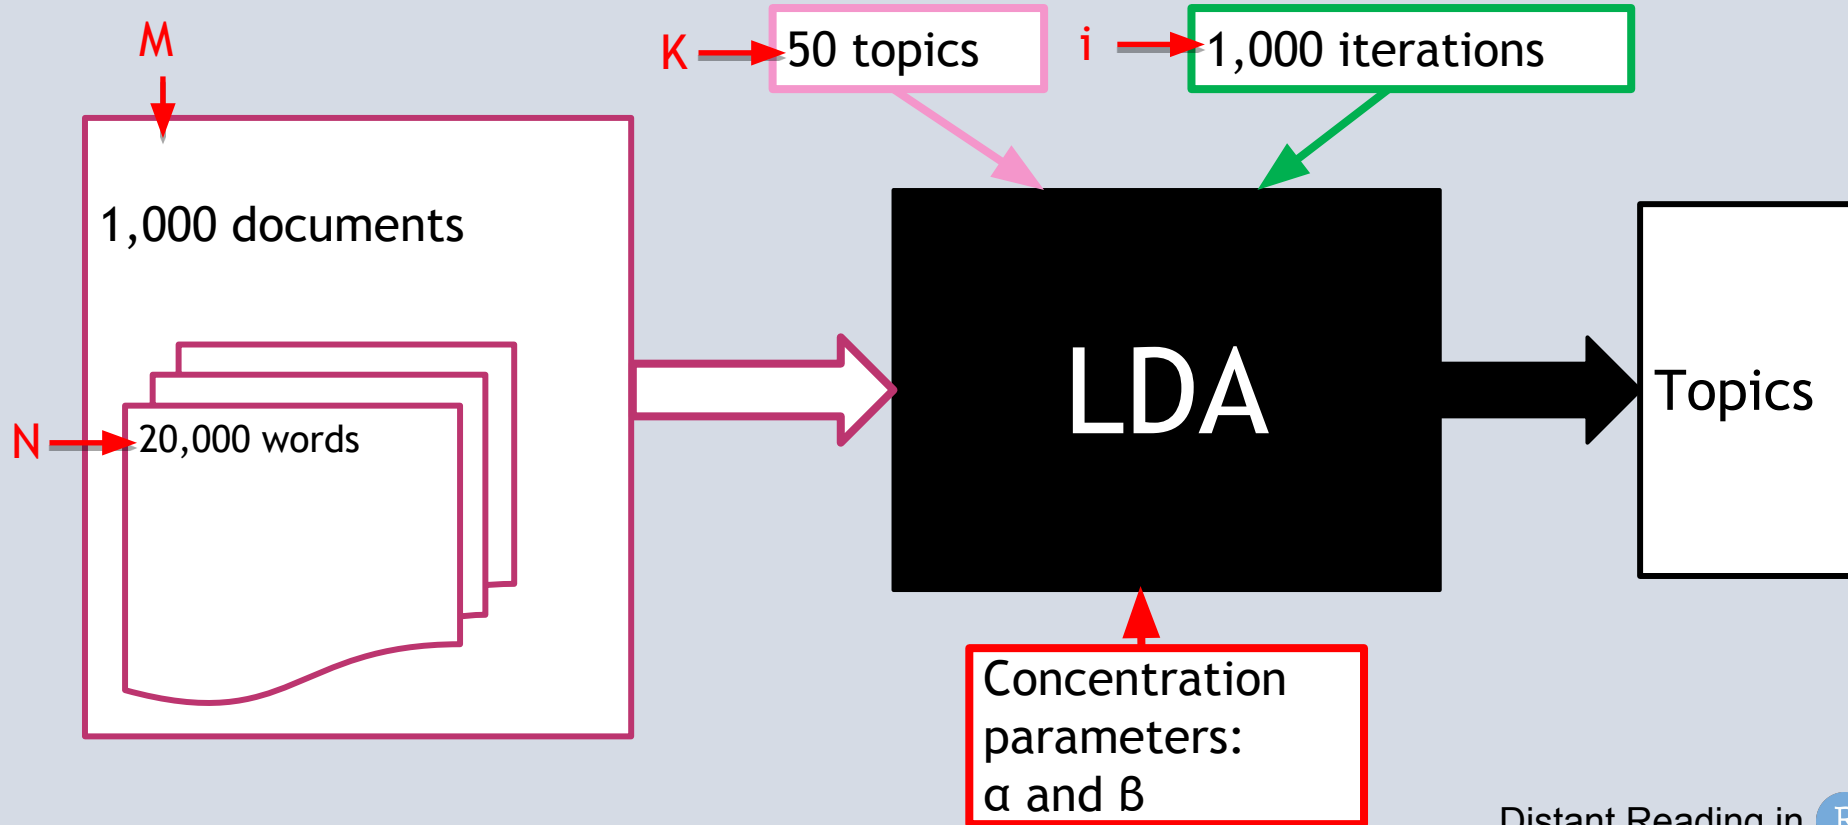 M
K
50 topics
i
1,000 iterations
1,000 documents
N
20,000 words
LDA
Topics
Concentration
parameters:
α and ß
Distant Reading in